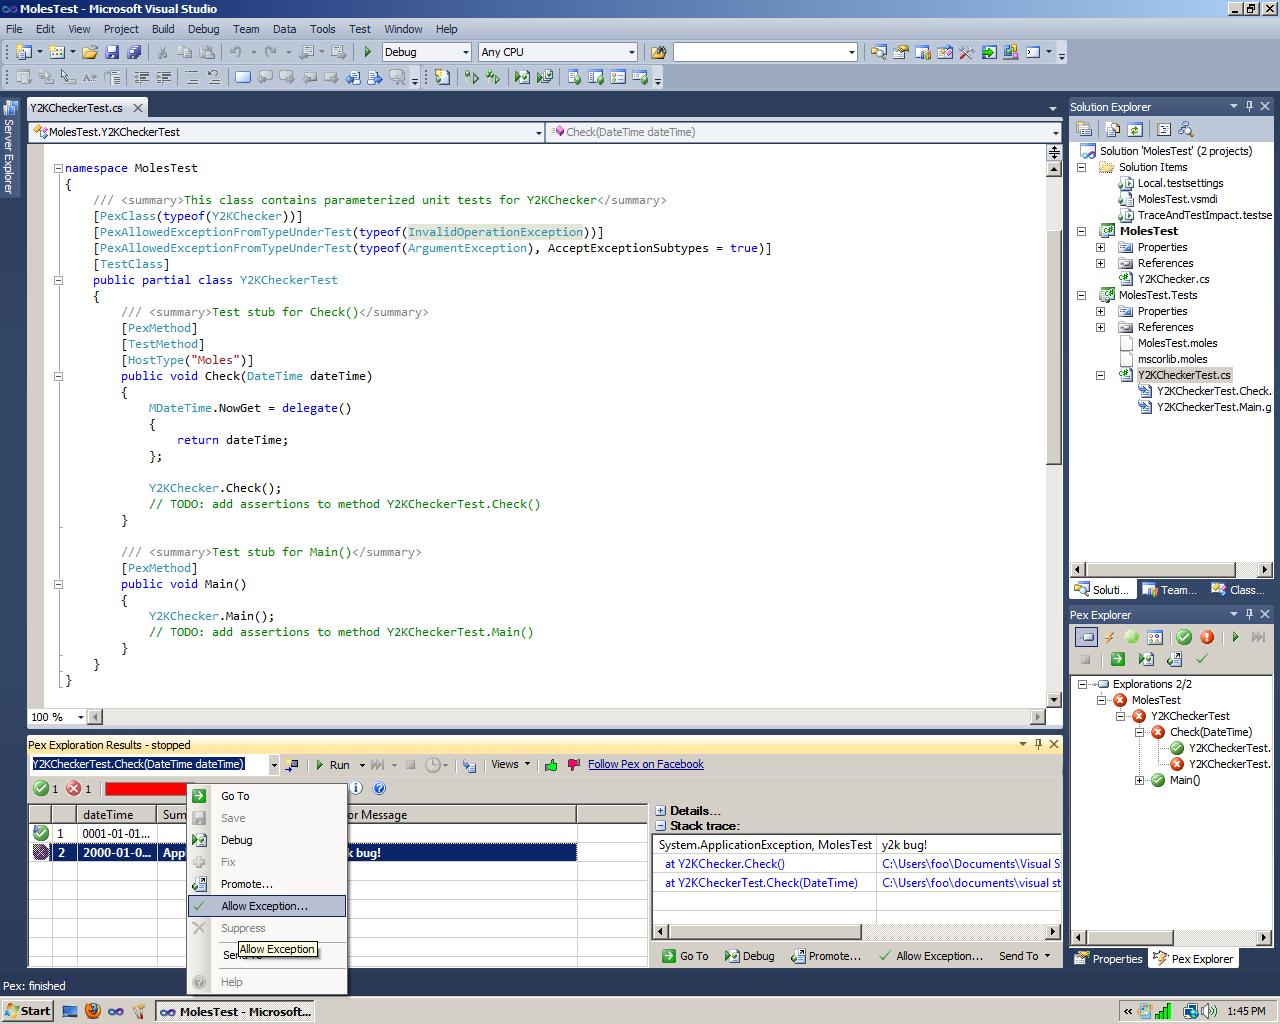 MolesTest - Microsoft Visual Studio
File Edit View Project Build Debug Team Data Tools Test Window Help
Debug Any CPU
Server Explorer
Y2KCheckerTest.cs
MolesTest.Y2KCheckerTest Check(DateTime dateTime)
namespace MolesTest
{
/// <summary>This class contains parameterized unit tests for Y2KChecker</summary>
[PexClass(typeof(Y2KChecker))]
[PexAllowedExceptionFromTypeUnderTest(typeof(InvalidOperationException))]
[PexAllowedExceptionFromTypeUnderTest(typeof(ArgumentException), AcceptExceptionSubtypes = true)]
[TestClass]
public partial class Y2KCheckerTest
{
/// <summary>Test stub for Check()</summary>
[PexMethod]
[TestMethod]
[HostType("Moles")]
public void Check(DateTime dateTime)
{
MDateTime.NowGet = delegate()
{
return dateTime;
};
Y2KChecker.Check();
// TODO: add assertions to method Y2KCheckerTest.Check()
}
/// <summary>Test stub for Main()</summary>
[PexMethod]
public void Main()
{
Y2KChecker.Main();
// TODO: add assertions to method Y2KCheckerTest.Main()
}
}
}
100 %
Solution Explorer
Solution 'MolesTest' (2 projects)
Solution Items
Local.testsettings
MolesTest.vsmdi
TraceAndTestImpact.testse
MolesTest
Properties
References
Y2KChecker.cs
MolesTest.Tests
Properties
References
MolesTest.moles
mscorlib.moles
Y2KCheckerTest.cs
Y2KCheckerTest.Check.
Y2KCheckerTest.Main.g
Soluti... Team... Class...
Pex Explorer
Explorations 2/2
MolesTest
Y2KCheckerTest
Check(DateTime)
Y2KCheckerTest.
Y2KCheckerTest.
Main()
Properties Pex Explorer
Pex Exploration Results - stopped
Y2KCheckerTest.Check(DateTime dateTime) Run Views Follow Pex on Facebook
1 1
dateTime Sum or Message
1 0001-01-01...
2 2000-01-0... App k bug!
Go To
Save
Debug
Fix
Promote...
Allow Exception...
Suppress
Allow Exception
Send To
Help
Details...
Stack trace:
System.ApplicationException, MolesTest y2k bug!
at Y2KChecker.Check() C:\Users\foo\Documents\Visual S
at Y2KCheckerTest.Check(DateTime) C:\Users\foo\documents\visual st
Go To Debug Promote... Allow Exception... Send To
Pex: finished
Start MolesTest - Microsoft... « 1:45 PM